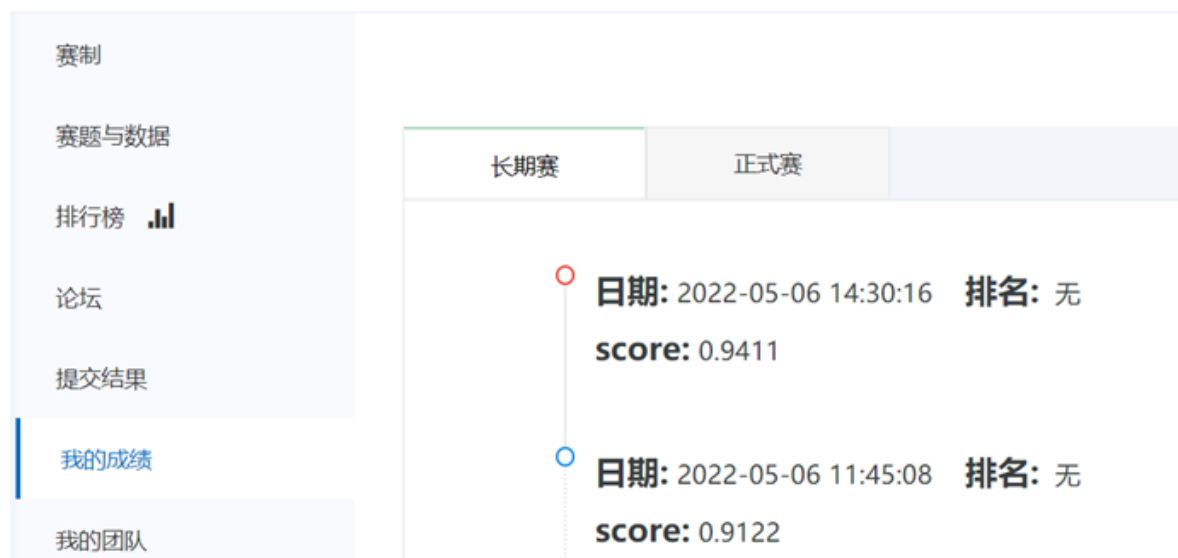 赛制
赛题与数据
排行榜
论坛
提交结果
我的成绩
我的团队
长期赛 正式赛
日期: 2022-05-06 14:30:16 排名: 无
score: 0.9411
日期: 2022-05-06 11:45:08 排名: 无
score: 0.9122